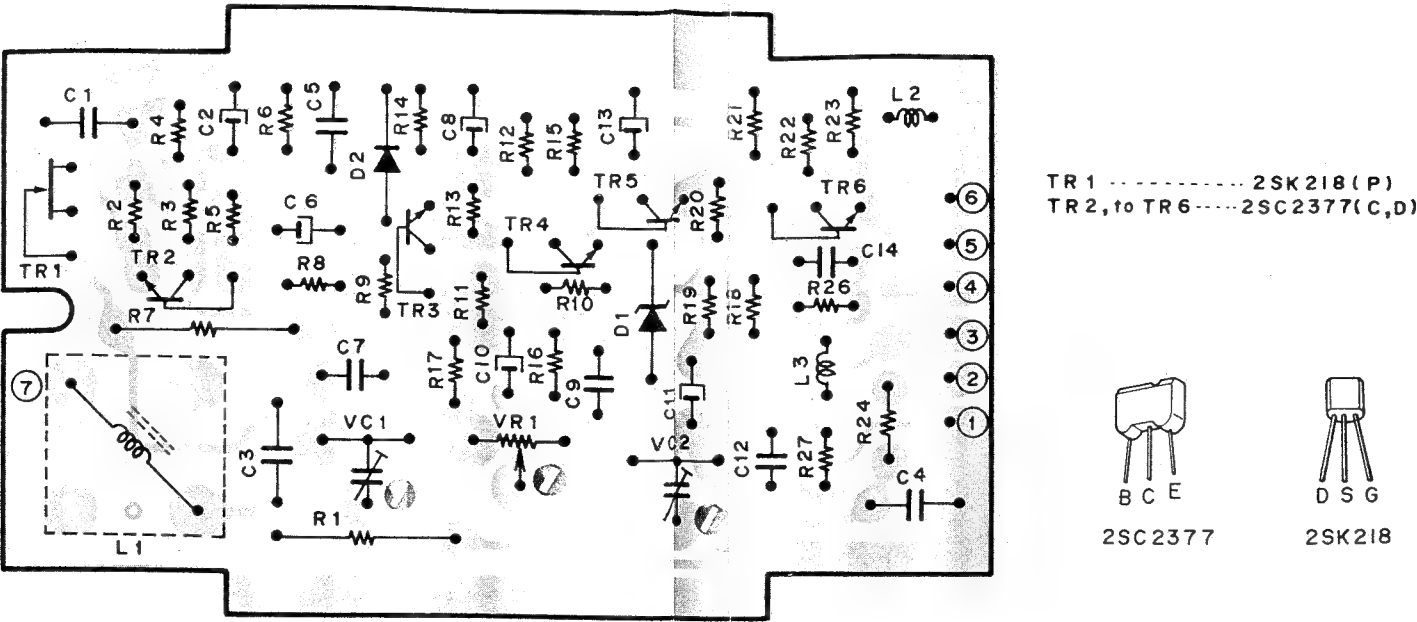 C1
R4
C2
R6
C5
D2
R14
C8
R12
R15
C13
R21
R22
R23
L2
TR1
R2
R3
R5
C6
TR2
R8
R9
TR3
R13
TR4
TR5
R20
TR6
C14
R26
R7
R11
R10
D1
R19
R18
6
5
4
3
2
1
7
C7
R17
C10
R16
C9
C11
L3
R24
L1
C3
VC1
VR1
VC2
C12
R27
C4
R1
TR1 ------------ 2SK218(P)
TR2, to TR6 -----2SC2377(C,D)
B C E
2SC2377
D S G
2SK218